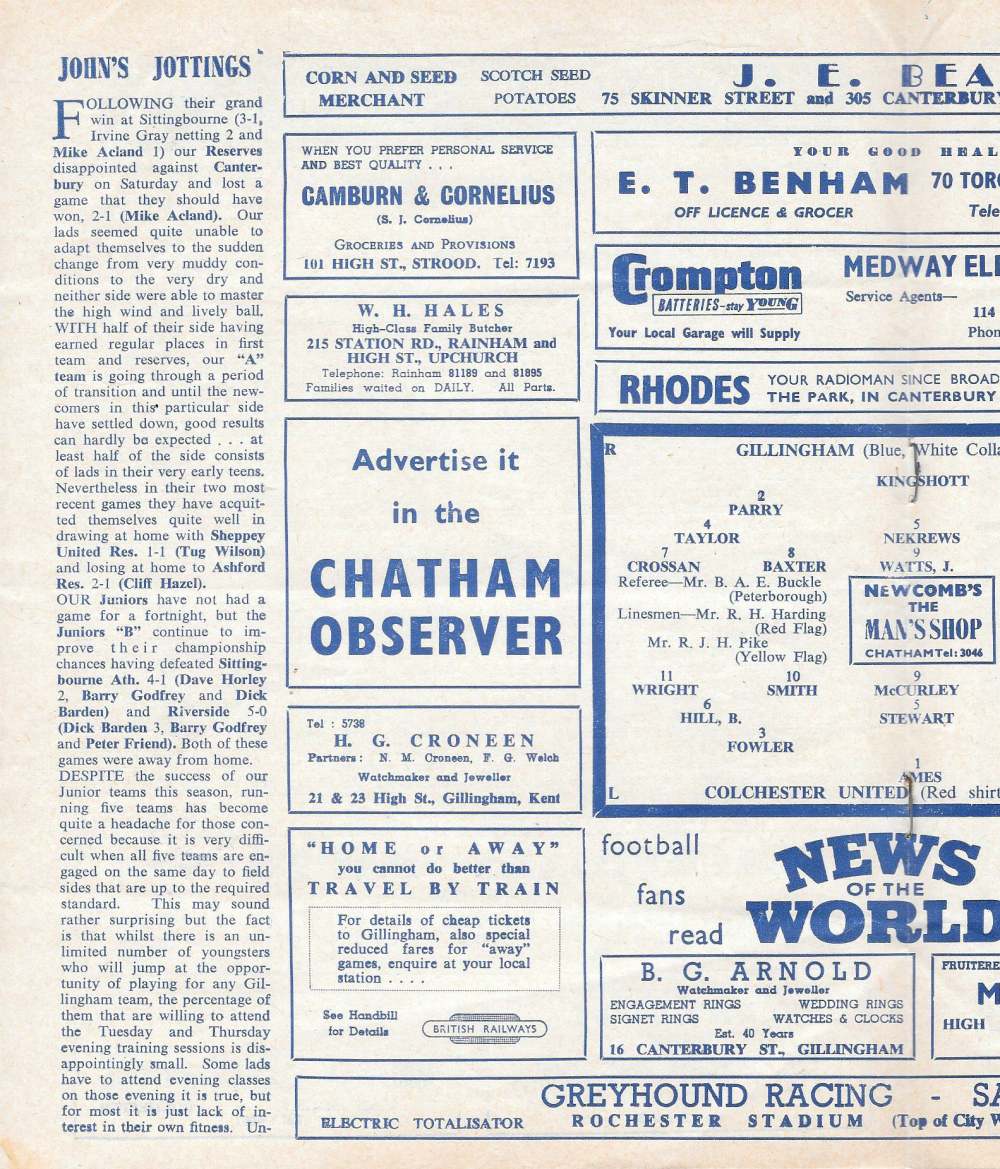 JOHN'S JOTTINGS
FOLLOWING their grand
win at Sittingbourne (3-1,
Irvine Gray netting 2 and
Mike Acland 1) our Reserves
disappointed against Canter-
bury on Saturday and lost a
game that they should have
won, 2-1 (Mike Acland). Our
lads seemed quite unable to
adapt themselves to the sudden
change from very muddy con-
ditions to the very dry and
neither side were able to master
the high wind and lively ball.
WITH half of their side having
earned regular places in first
team and reserves, our "A"
team is going through a period
of transition and until the new-
comers in this particular side
have settled down, good results
can hardly be expected . . . at
least half of the side consists
of lads in their very early teens.
Nevertheless in their two most
recent games they have acquit-
ted themselves quite well in
drawing at home with Sheppey
United Res. 1-1 (Tug Wilson)
and losing at home to Ashford
Res. 2-1 (Cliff Hazel).
OUR Juniors have not had a
game for a fortnight, but the
Juniors "B" continue to im-
prove their championship
chances having defeated Sitting-
bourne Ath. 4-1 (Dave Horley
2, Barry Godfrey and Dick
Barden) and Riverside 5-0
(Dick Barden 3, Barry Godfrey
and Peter Friend). Both of these
games were away from home.
DESPITE the success of our
Junior teams this season, run-
ning five teams has become
quite a headache for those con-
cerned because it is very diffi-
cult when all five teams are en-
gaged on the same day to field
sides that are up to the required
standard. This may sound
rather surprising but the fact
is that whilst there is an un-
limited number of youngsters
who will jump at the oppor-
tunity of playing for any Gil-
lingham team, the percentage of
them that are willing to attend
the Tuesday and Thursday
evening training sessions is dis-
appointingly small. Some lads
have to attend evening classes
on those evening it is true, but
for most it is just lack of in-
terest in their own fitness. Un-
CORN AND SEED SCOTCH SEED J. E. BEA
MERCHANT POTATOES 75 SKINNER STREET and 305 CANTERBURY
WHEN YOU PREFER PERSONAL SERVICE
AND BEST QUALITY . . .
CAMBURN & CORNELIUS
(S. J. Cornelius)
GROCERIES AND PROVISIONS
101 HIGH ST., STROOD. Tel: 7193
W. H. HALES
High-Class Family Butcher
215 STATION RD., RAINHAM and
HIGH ST., UPCHURCH
Telephone: Rainham 81189 and 81895
Families waited on DAILY. All Parts.
Advertise it
in the
CHATHAM
OBSERVER
Tel : 5738
H. G. CRONEEN
Partners: N. M. Croneen, F. G. Welch
Watchmaker and Jeweller
21 & 23 High St., Gillingham, Kent
"HOME or AWAY"
you cannot do better than
TRAVEL BY TRAIN
For details of cheap tickets
to Gillingham, also special
reduced fares for "away"
games, enquire at your local
station . . . .
See Handbill
for Details
BRITISH RAILWAYS
YOUR GOOD HEAL
E. T. BENHAM 70 TORO
OFF LICENCE & GROCER Tele
Crompton
BATTERIES-stay YOUNG
Your Local Garage will Supply
MEDWAY ELE
Service Agents—
114
Phon
RHODES YOUR RADIOMAN SINCE BROAD
THE PARK, IN CANTERBURY
R GILLINGHAM (Blue, White Colla
KINGSHOTT
2
PARRY
4 5
TAYLOR NEKREWS
7 8 9
CROSSAN BAXTER WATTS, J.
Referee—Mr. B. A. E. Buckle
(Peterborough)
Linesmen—Mr. R. H. Harding
(Red Flag)
Mr. R. J. H. Pike
(Yellow Flag)
NEWCOMB'S
THE
MAN'S SHOP
CHATHAM Tel: 3046
11 10 9
WRIGHT SMITH McCURLEY
6 5
HILL, B. STEWART
3
FOWLER
1
AMES
L COLCHESTER UNITED (Red shirt
football
fans
read
NEWS
OF THE
WORLD
B. G. ARNOLD
Watchmaker and Jeweller
ENGAGEMENT RINGS WEDDING RINGS
SIGNET RINGS WATCHES & CLOCKS
Est. 40 Years
16 CANTERBURY ST., GILLINGHAM
FRUITERE
M
HIGH
GREYHOUND RACING - SA
ELECTRIC TOTALISATOR ROCHESTER STADIUM (Top of City W